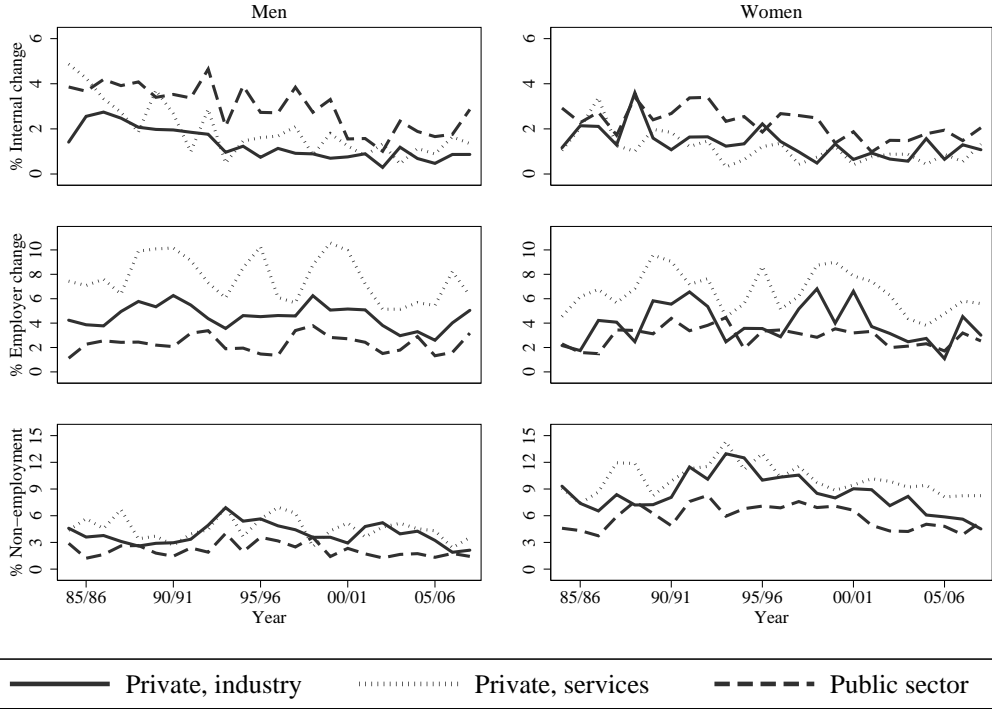 Men
Women
% Internal change
0 2 4 6
0 2 4 6
% Employer change
0 2 4 6 8 10
0 2 4 6 8 10
% Non−employment
0 3 6 9 12 15
0 3 6 9 12 15
85/86 90/91 95/96 00/01 05/06
85/86 90/91 95/96 00/01 05/06
Year
Year
Private, industry
Private, services
Public sector